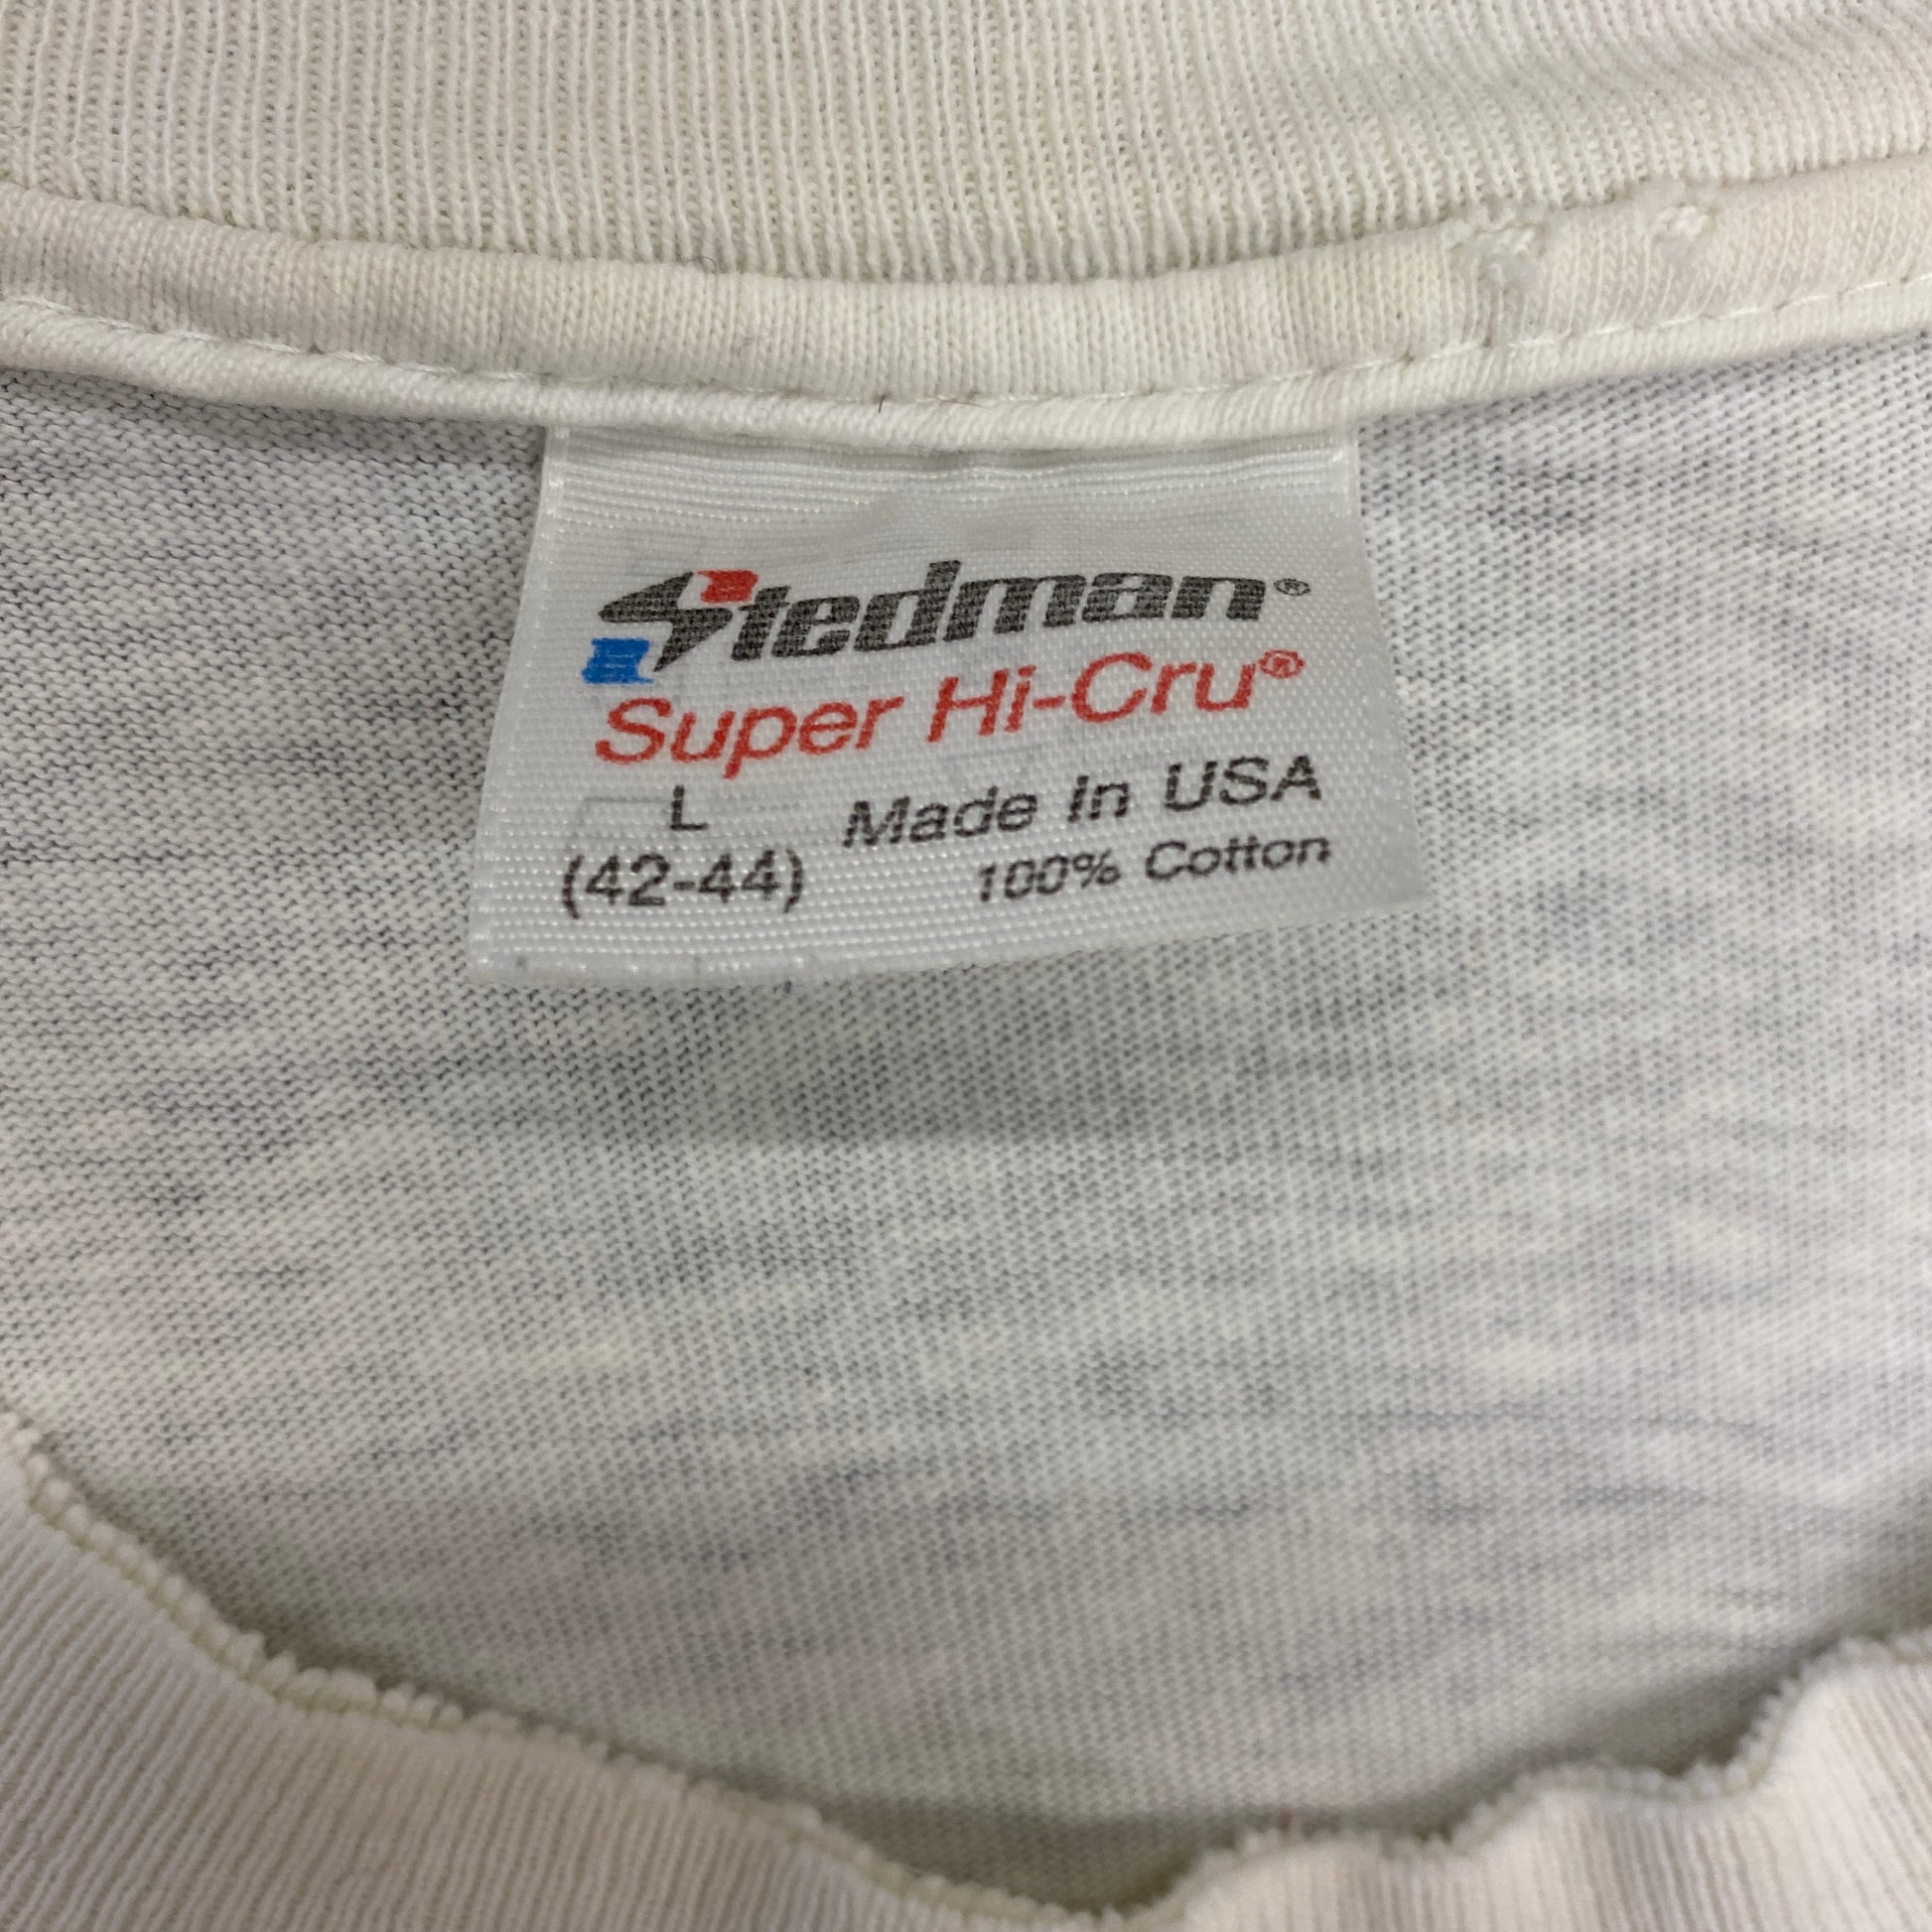 Stedman®
Super Hi-Cru®
L
(42-44)
Made In USA
100% Cotton